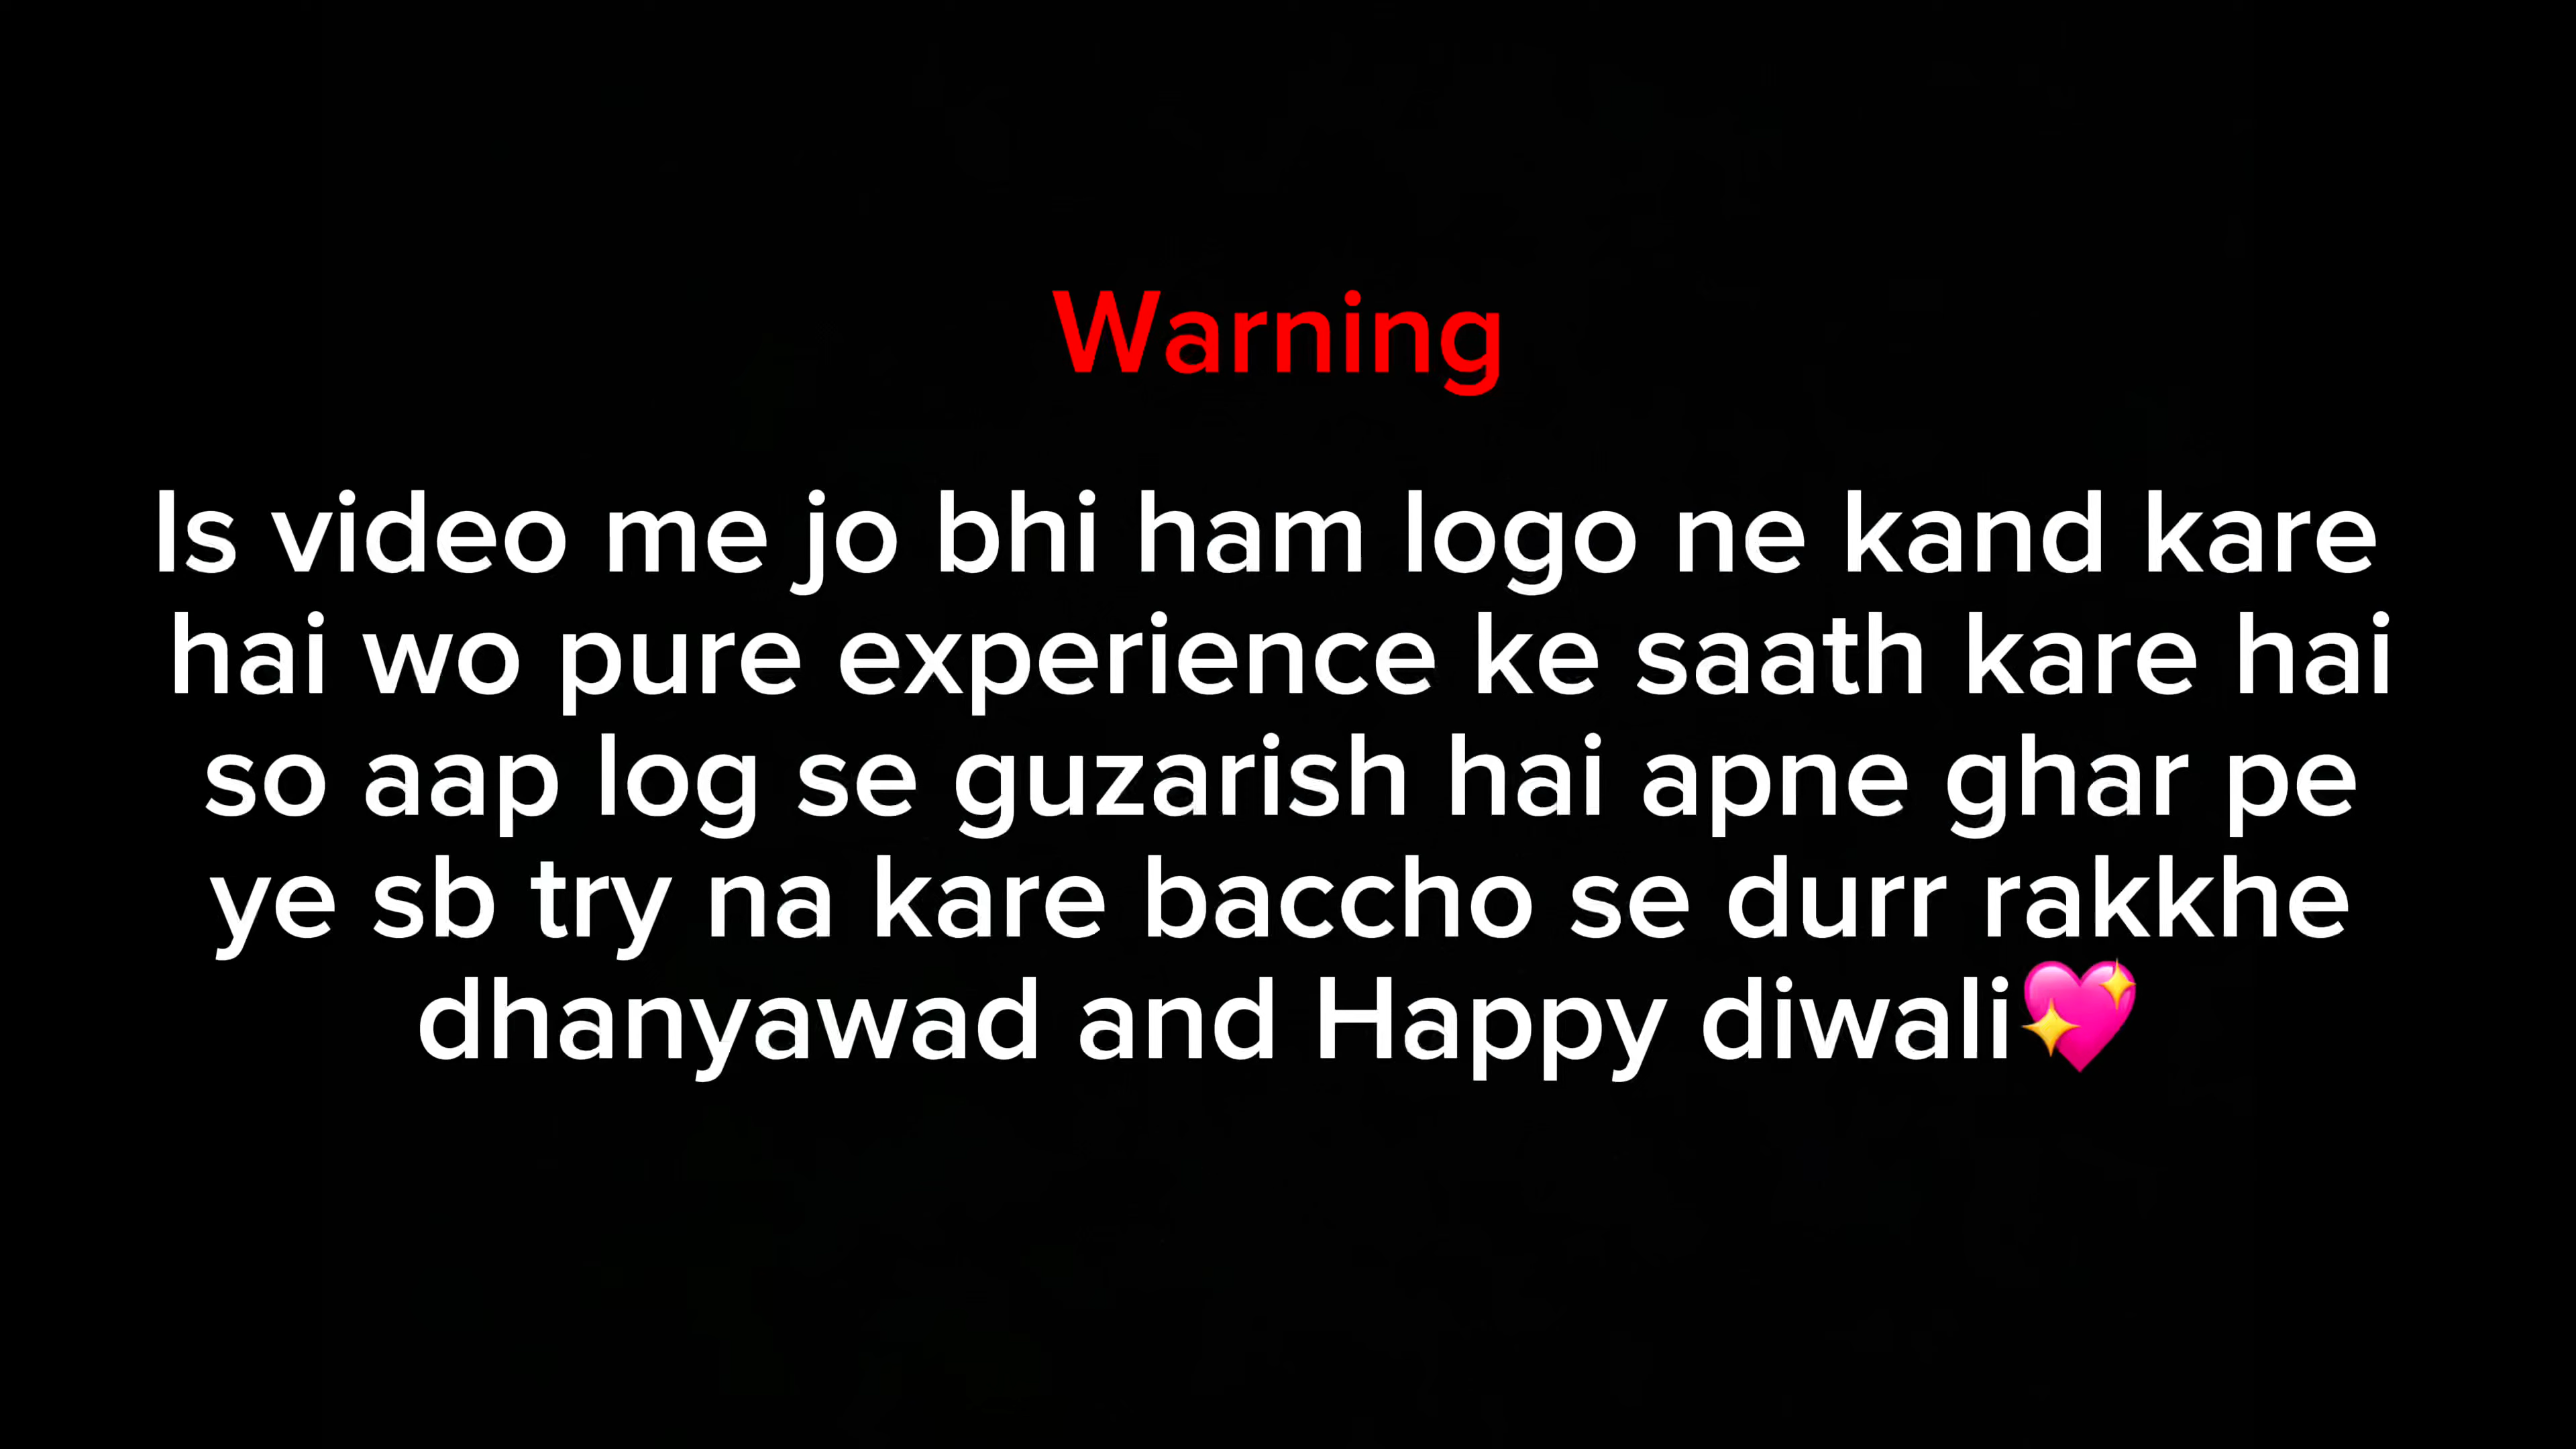 Warning
Is video me jo bhi ham logo ne kand kare
hai wo pure experience ke saath kare hai
so aap log se guzarish hai apne ghar pe
ye sb try na kare baccho se durr rakkhe
dhanyawad and Happy diwali💖